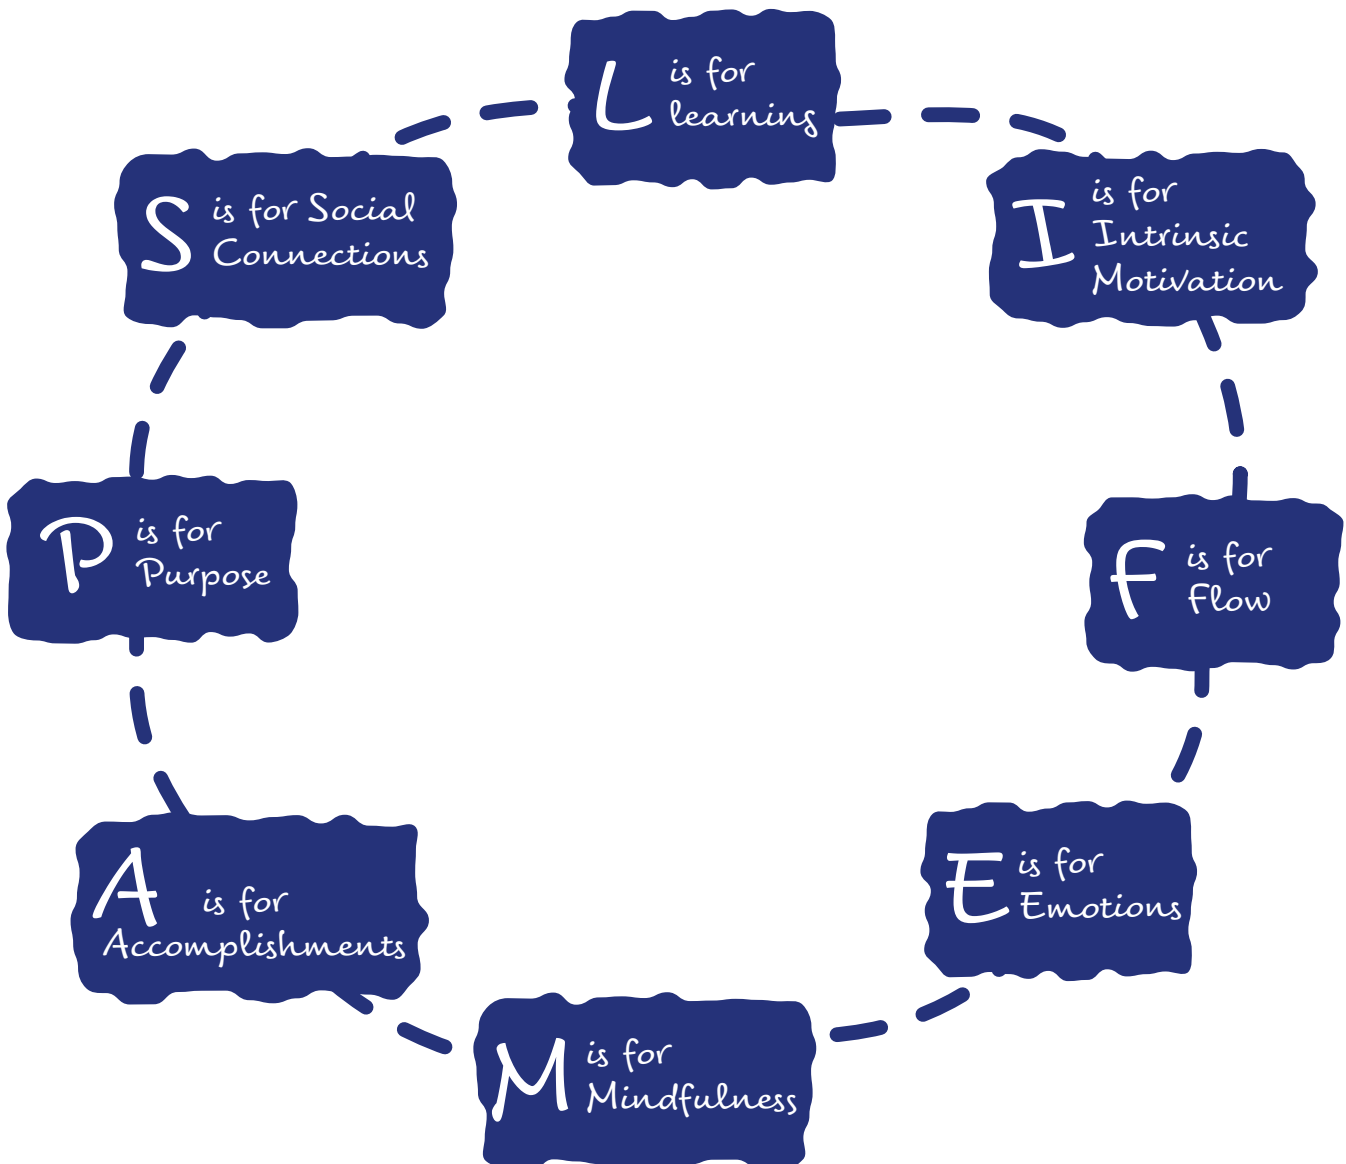 L is for
learning
I is for
Intrinsic
Motivation
F is for
Flow
E is for
Emotions
M is for
Mindfulness
A is for
Accomplishments
P is for
Purpose
S is for Social
Connections